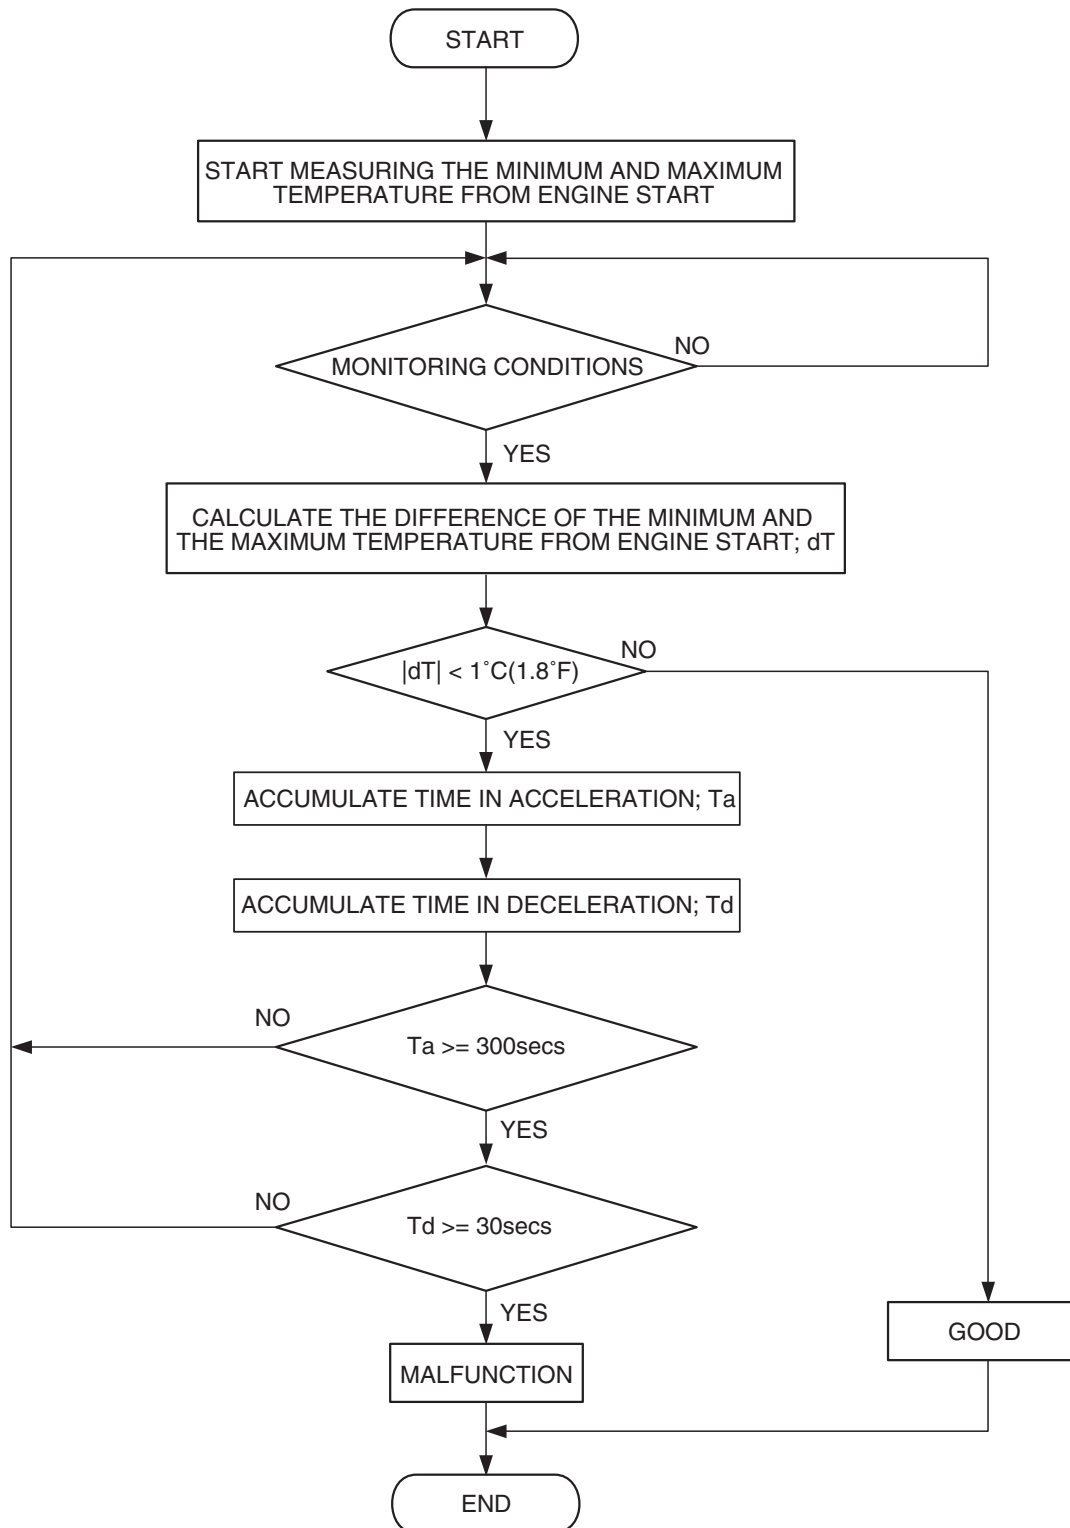 START
START MEASURING THE MINIMUM AND MAXIMUM
TEMPERATURE FROM ENGINE START
MONITORING CONDITIONS
NO
YES
CALCULATE THE DIFFERENCE OF THE MINIMUM AND
THE MAXIMUM TEMPERATURE FROM ENGINE START; dT
|dT| < 1˚C(1.8˚F)
NO
YES
ACCUMULATE TIME IN ACCELERATION; Ta
ACCUMULATE TIME IN DECELERATION; Td
NO
Ta >= 300secs
YES
NO
Td >= 30secs
YES
GOOD
MALFUNCTION
END